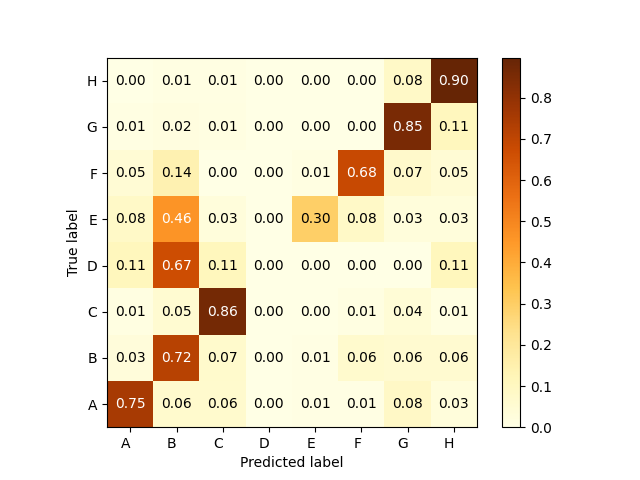 H 0.00 0.01 0.01 0.00 0.00 0.00 0.08 0.90
G 0.01 0.02 0.01 0.00 0.00 0.00 0.85 0.11
F 0.05 0.14 0.00 0.00 0.01 0.68 0.07 0.05
E 0.08 0.46 0.03 0.00 0.30 0.08 0.03 0.03
D 0.11 0.67 0.11 0.00 0.00 0.00 0.00 0.11
C 0.01 0.05 0.86 0.00 0.00 0.01 0.04 0.01
B 0.03 0.72 0.07 0.00 0.01 0.06 0.06 0.06
A 0.75 0.06 0.06 0.00 0.01 0.01 0.08 0.03
A B C D E F G H
Predicted label
True label
0.8
0.7
0.6
0.5
0.4
0.3
0.2
0.1
0.0